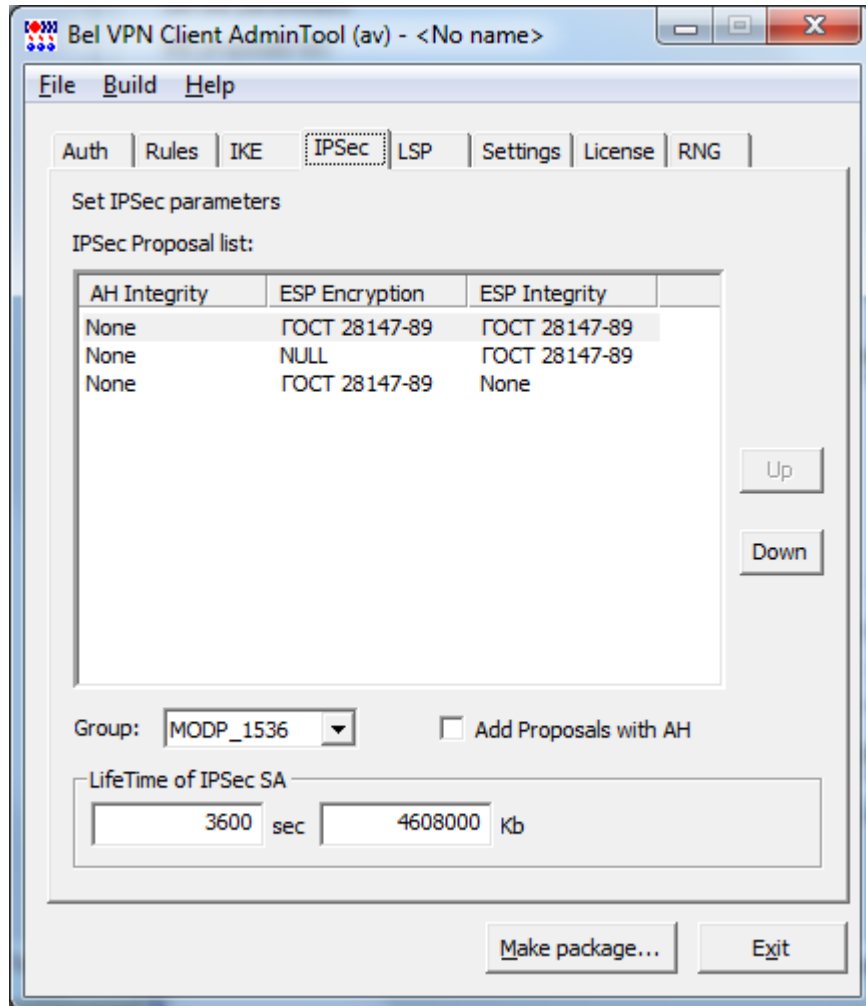 Bel VPN Client AdminTool (av) - <No name>
File Build Help
Auth Rules IKE IPSec LSP Settings License RNG
Set IPSec parameters
IPSec Proposal list:
AH Integrity ESP Encryption ESP Integrity
None ГОСТ 28147-89 ГОСТ 28147-89
None NULL ГОСТ 28147-89
None ГОСТ 28147-89 None
Up
Down
Group: MODP_1536 Add Proposals with AH
LifeTime of IPSec SA
3600 sec 4608000 Kb
Make package... Exit